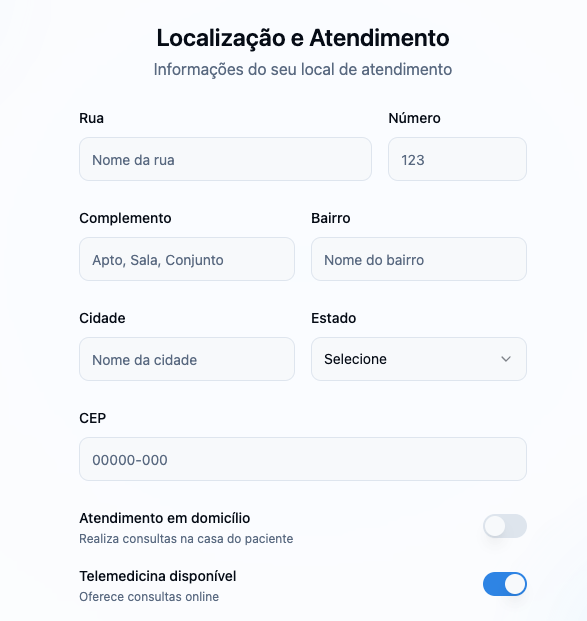 Localização e Atendimento
Informações do seu local de atendimento
Rua
Número
Nome da rua
123
Complemento
Bairro
Apto, Sala, Conjunto
Nome do bairro
Cidade
Estado
Nome da cidade
Selecione
CEP
00000-000
Atendimento em domicílio
Realiza consultas na casa do paciente
Telemedicina disponível
Oferece consultas online